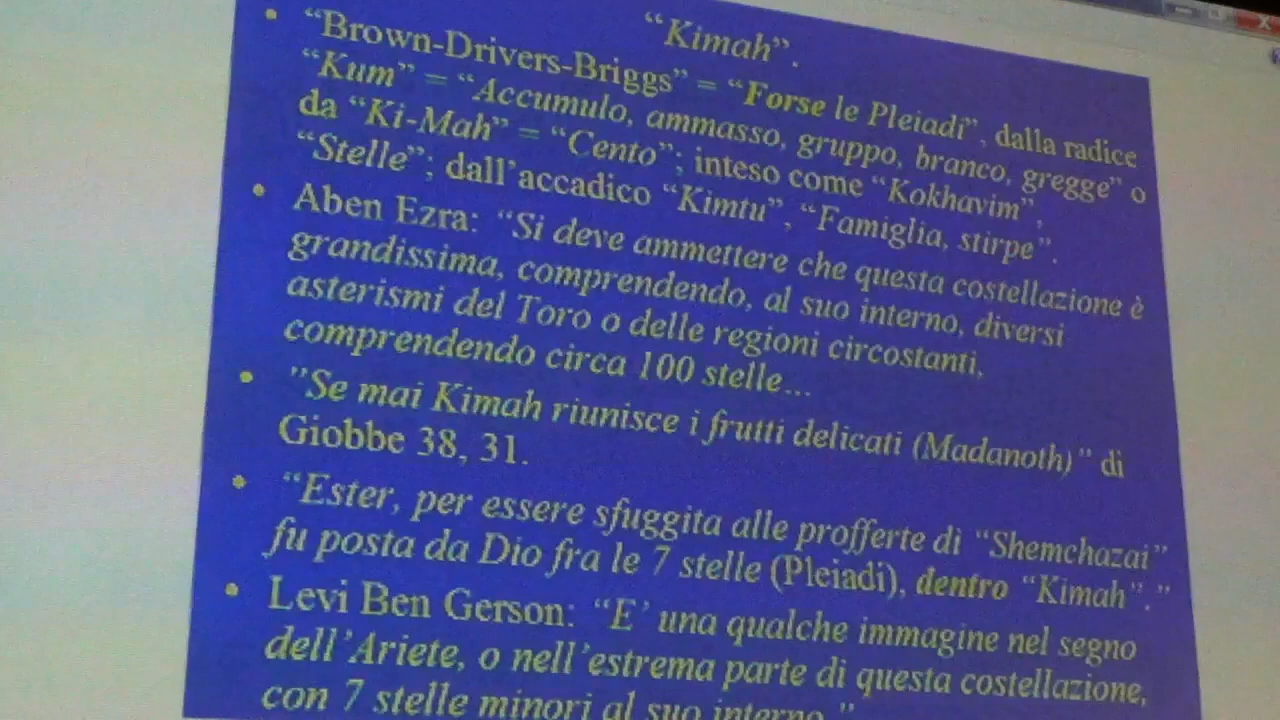 “Kimah”.
“Brown-Drivers-Briggs” = “Forse le Pleiadi”, dalla radice
“Kum” = “Accumulo, ammasso, gruppo, branco, gregge” o
da “Ki-Mah” = “Cento”; inteso come “Kokhavim”,
“Stelle”; dall’accadico “Kimtu”, “Famiglia, stirpe”.
Aben Ezra: “Si deve ammettere che questa costellazione è
grandissima, comprendendo, al suo interno, diversi
asterismi del Toro o delle regioni circostanti,
comprendendo circa 100 stelle...
"Se mai Kimah riunisce i frutti delicati (Madanoth)” di
Giobbe 38, 31.
“Ester, per essere sfuggita alle profferte di “Shemchazai”
fu posta da Dio fra le 7 stelle (Pleiadi), dentro “Kimah”.”
Levi Ben Gerson: “E’ una qualche immagine nel segno
dell’Ariete, o nell’estrema parte di questa costellazione,
con 7 stelle minori al suo interno.”